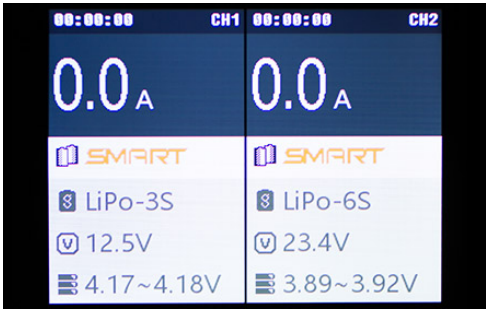 00:00:00 CH1
0.0A
SMART
LiPo-3S
12.5V
4.17~4.18V
00:00:00 CH2
0.0A
SMART
LiPo-6S
23.4V
3.89~3.92V